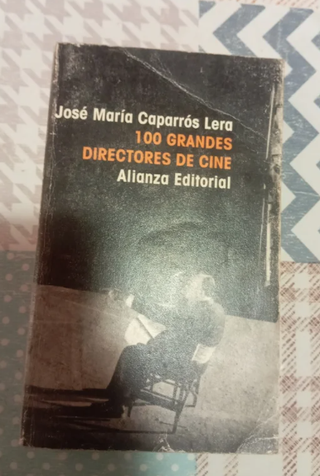 José María Caparrós Lera
100 GRANDES
DIRECTORES DE CINE
Alianza Editorial